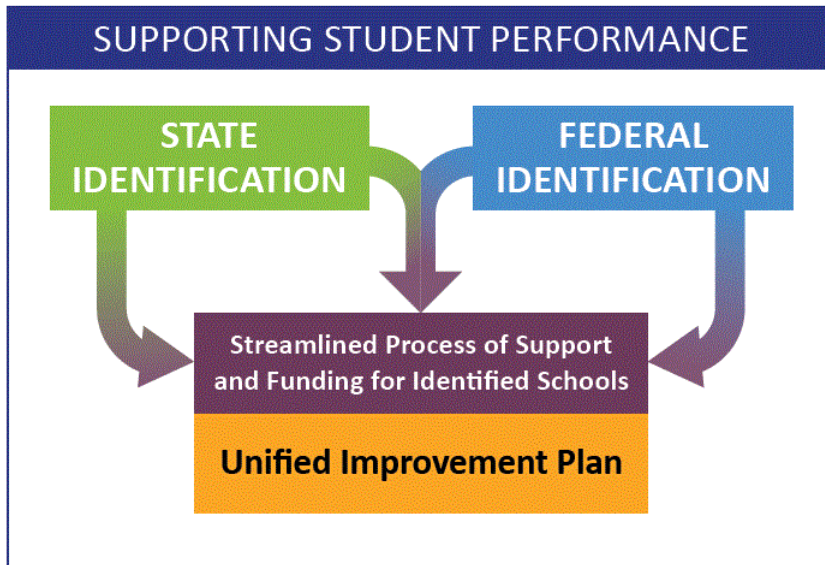 SUPPORTING STUDENT PERFORMANCE
STATE
IDENTIFICATION
FEDERAL
IDENTIFICATION
Streamlined Process of Support
and Funding for Identified Schools
Unified Improvement Plan